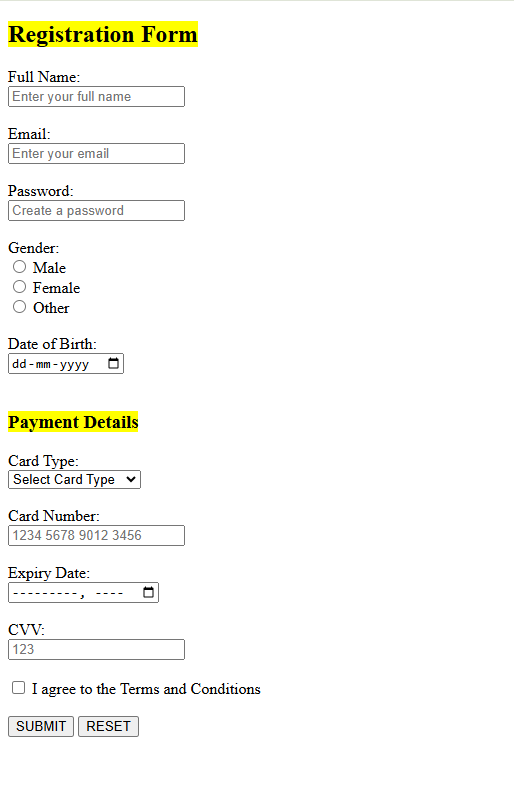 Registration Form
Full Name:
Enter your full name
Email:
Enter your email
Password:
Create a password
Gender:
Male
Female
Other
Date of Birth:
dd-mm-yyyy
Payment Details
Card Type:
Select Card Type
Card Number:
1234 5678 9012 3456
Expiry Date:
---------, ----
CVV:
123
I agree to the Terms and Conditions
SUBMIT RESET